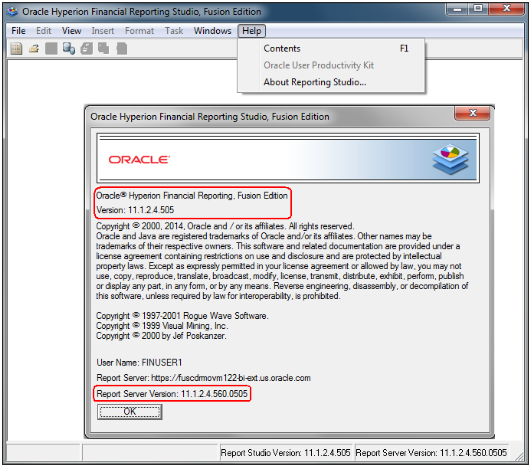 Oracle Hyperion Financial Reporting Studio, Fusion Edition
File Edit View Insert Format Task Windows Help
Contents F1
Oracle User Productivity Kit
About Reporting Studio...
Oracle Hyperion Financial Reporting Studio, Fusion Edition
ORACLE
Oracle® Hyperion Financial Reporting, Fusion Edition
Version: 11.1.2.4.505
Copyright © 2000, 2014, Oracle and / or its affiliates. All rights reserved.
Oracle and Java are registered trademarks of Oracle and/or its affiliates. Other names may be
trademarks of their respective owners. This software and related documentation are provided under a
license agreement containing restrictions on use and disclosure and are protected by intellectual
property laws. Except as expressly permitted in your license agreement or allowed by law, you may not
use, copy, reproduce, translate, broadcast, modify, license, transmit, distribute, exhibit, perform, publish
or display any part, in any form, or by any means. Reverse engineering, disassembly, or decompilation of
this software, unless required by law for interoperability, is prohibited.
Copyright © 1997-2001 Rogue Wave Software.
Copyright © 1999 Visual Mining, Inc.
Copyright © 2000 by Jef Poskanzer.
User Name: FINUSER1
Report Server: https://fuscdrmovm122-bi-ext.us.oracle.com
Report Server Version: 11.1.2.4.560.0505
OK
Report Studio Version: 11.1.2.4.505 Report Server Version: 11.1.2.4.560.0505